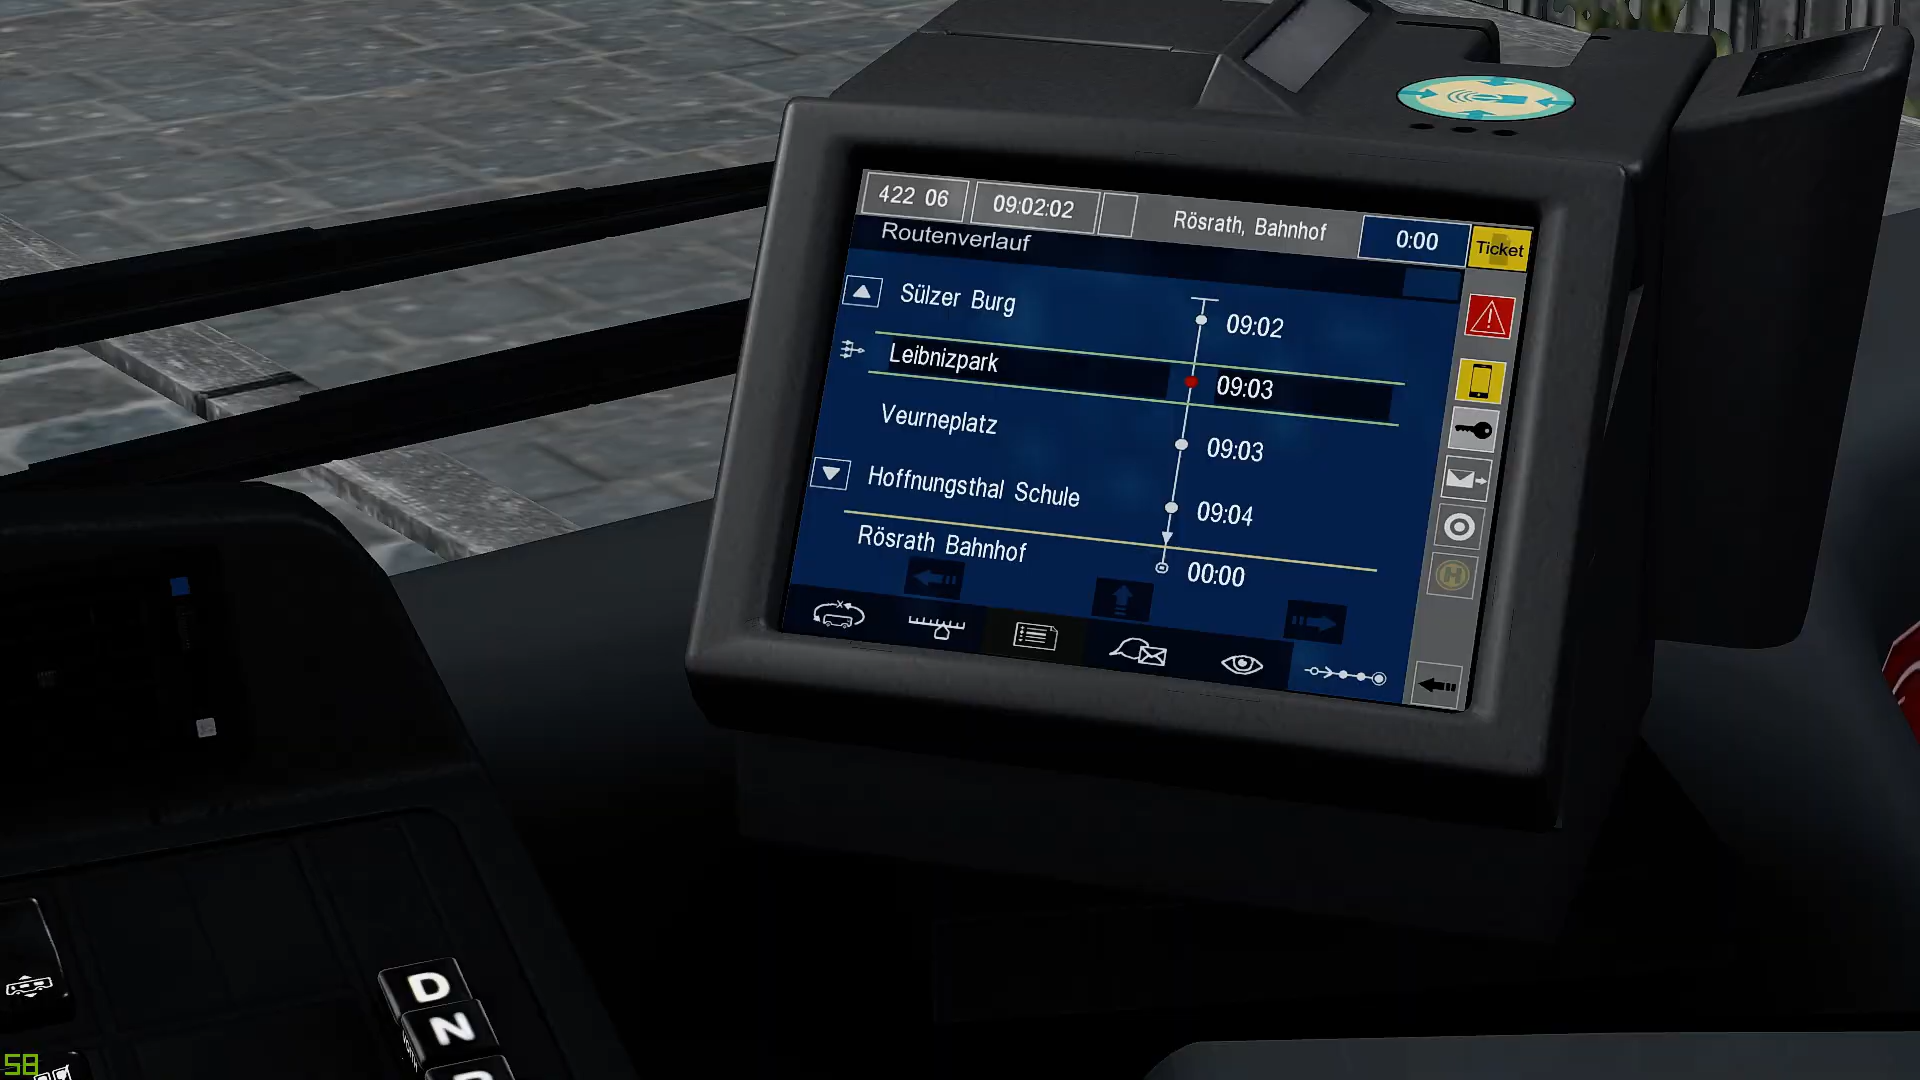 422 06
09:02:02
Rösrath, Bahnhof
0:00
Ticket
Routenverlauf
Sülzer Burg 09:02
Leibnizpark 09:03
Veurneplatz 09:03
Hoffnungsthal Schule 09:04
Rösrath Bahnhof 00:00
H
D
N
58